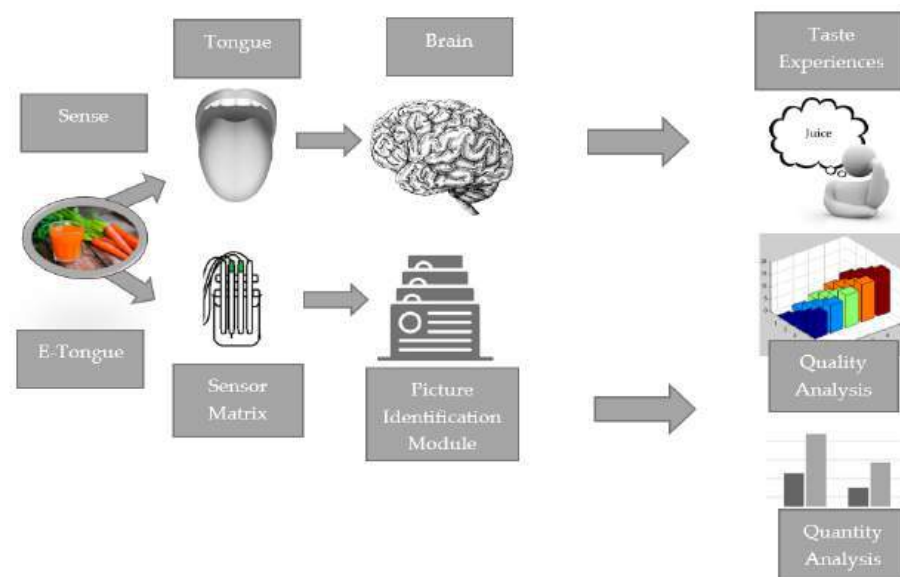 Tongue
Brain
Taste
Experiences
Sense
Juice
E-Tongue
Sensor
Matrix
Picture
Identification
Module
Quality
Analysis
Quantity
Analysis